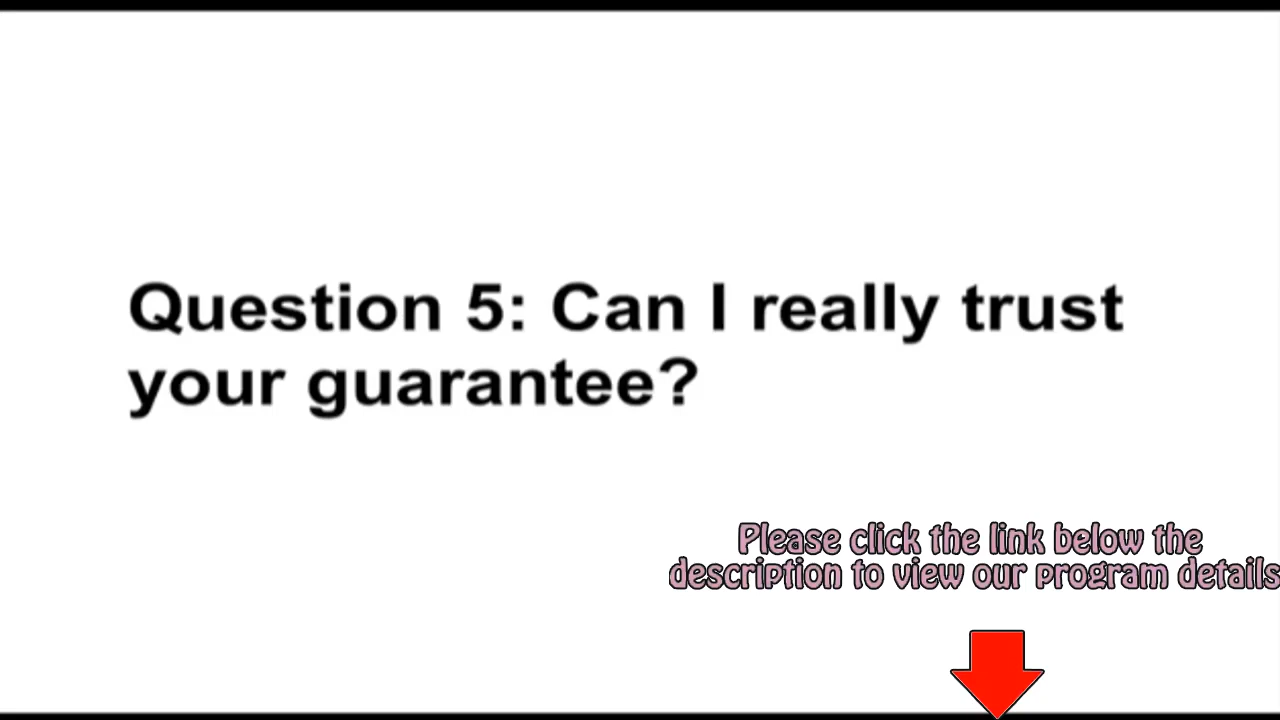 Question 5: Can I really trust
your guarantee?
Please click the link below the
description to view our program details